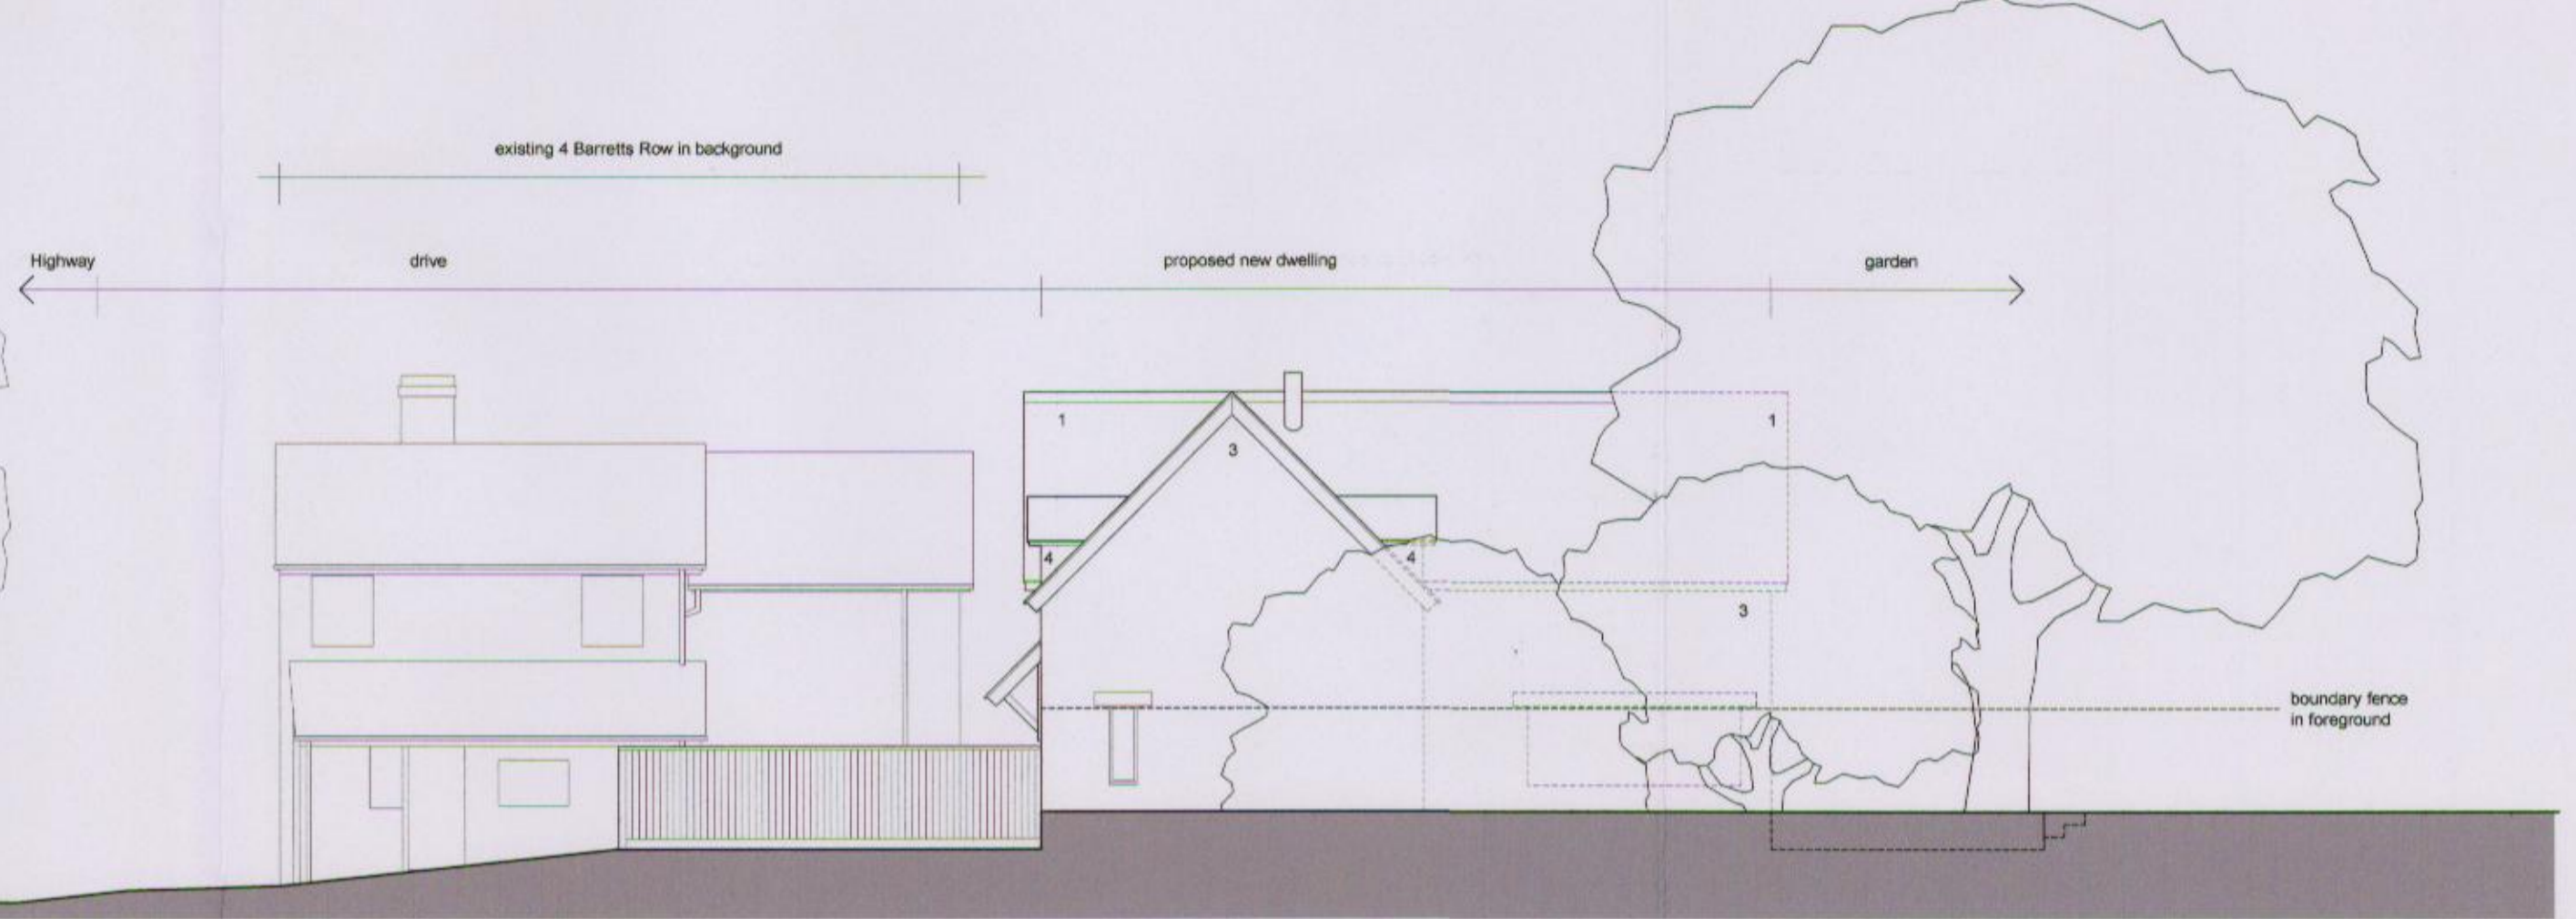 existing 4 Barretts Row in background
Highway
drive
proposed new dwelling
garden
1
1
3
4
4
3
boundary fence
in foreground